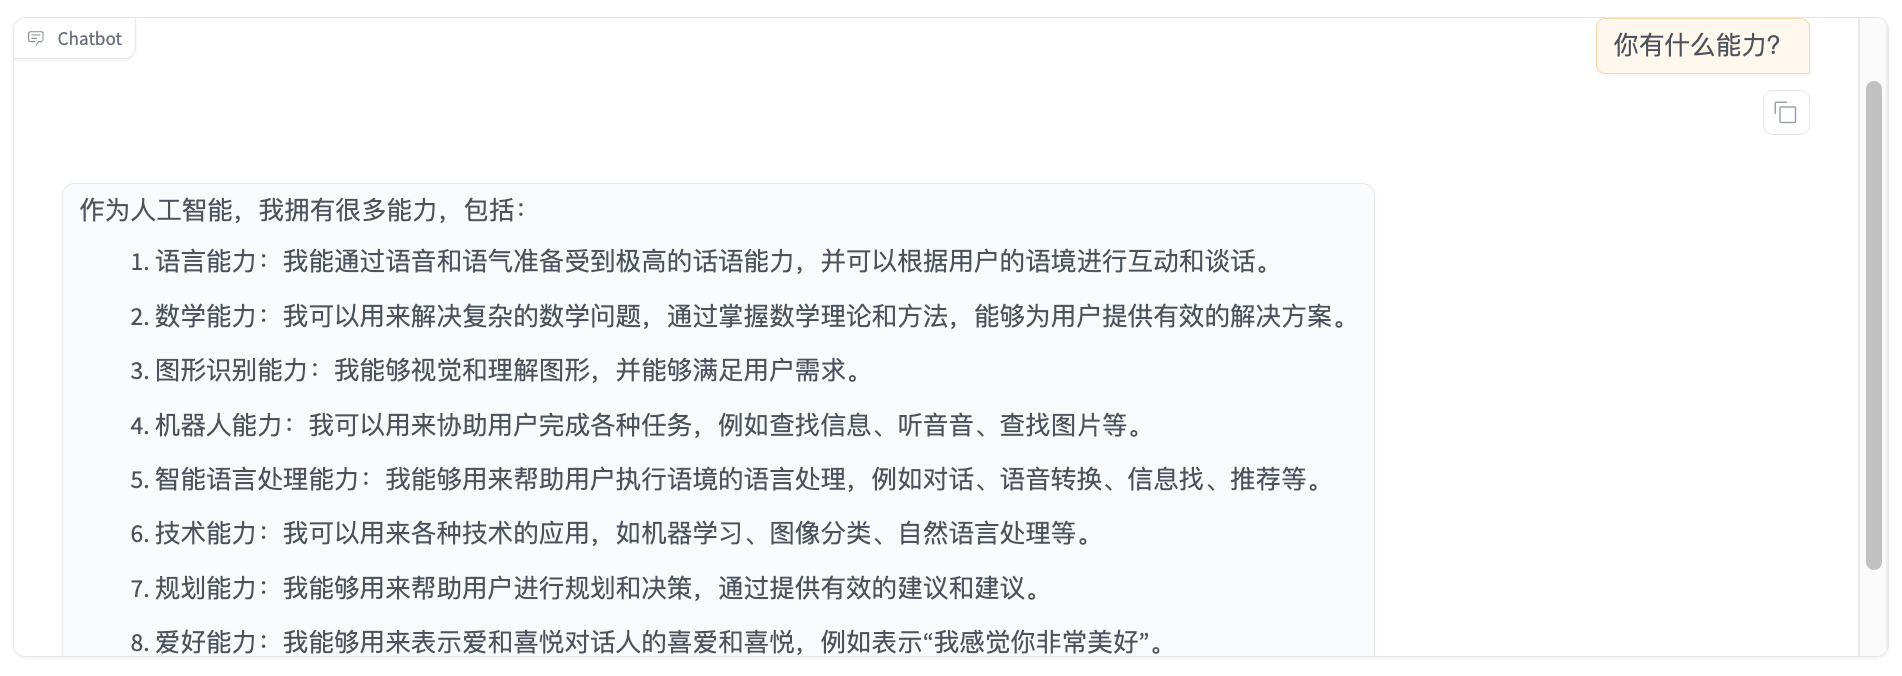 Chatbot
你有什么能力?
作为人工智能，我拥有很多能力，包括：
1. 语言能力：我能通过语音和语气准备受到极高的话语能力，并可以根据用户的语境进行互动和谈话。
2. 数学能力：我可以用来解决复杂的数学问题，通过掌握数学理论和方法，能够为用户提供有效的解决方案。
3. 图形识别能力：我能够视觉和理解图形，并能够满足用户需求。
4. 机器人能力：我可以用来协助用户完成各种任务，例如查找信息、听音音、查找图片等。
5. 智能语言处理能力：我能够用来帮助用户执行语境的语言处理，例如对话、语音转换、信息找、推荐等。
6. 技术能力：我可以用来各种技术的应用，如机器学习、图像分类、自然语言处理等。
7. 规划能力：我能够用来帮助用户进行规划和决策，通过提供有效的建议和建议。
8. 爱好能力：我能够用来表示爱和喜悦对话人的喜爱和喜悦，例如表示“我感觉你非常美好”。